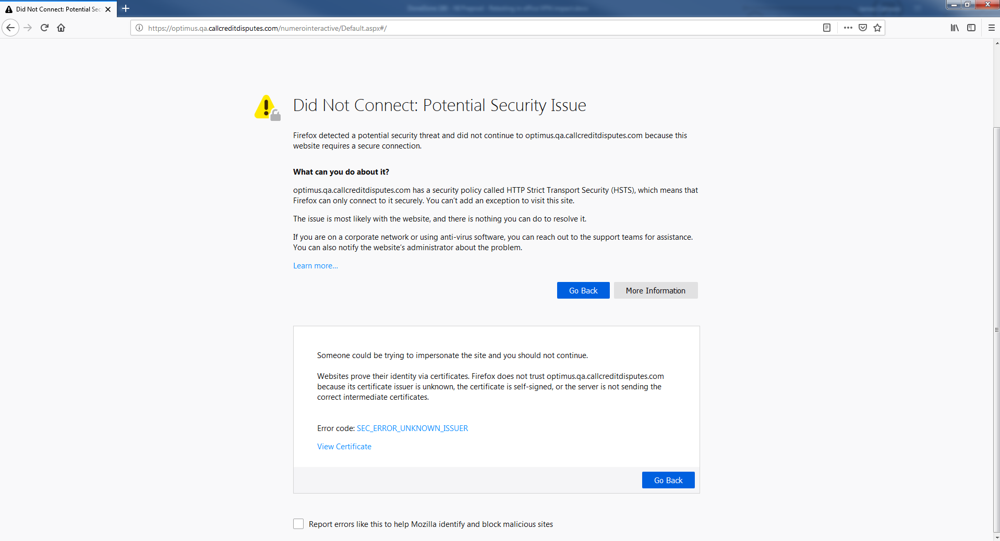 Did Not Connect: Potential Sec
https://optimus.qa.callcreditdisputes.com/numerointeractive/Default.aspx#/
Did Not Connect: Potential Security Issue
Firefox detected a potential security threat and did not continue to optimus.qa.callcreditdisputes.com because this
website requires a secure connection.
What can you do about it?
optimus.qa.callcreditdisputes.com has a security policy called HTTP Strict Transport Security (HSTS), which means that
Firefox can only connect to it securely. You can't add an exception to visit this site.
The issue is most likely with the website, and there is nothing you can do to resolve it.
If you are on a corporate network or using anti-virus software, you can reach out to the support teams for assistance.
You can also notify the website's administrator about the problem.
Learn more...
Go Back More Information
Someone could be trying to impersonate the site and you should not continue.
Websites prove their identity via certificates. Firefox does not trust optimus.qa.callcreditdisputes.com
because its certificate issuer is unknown, the certificate is self-signed, or the server is not sending the
correct intermediate certificates.
Error code: SEC_ERROR_UNKNOWN_ISSUER
View Certificate
Go Back
Report errors like this to help Mozilla identify and block malicious sites